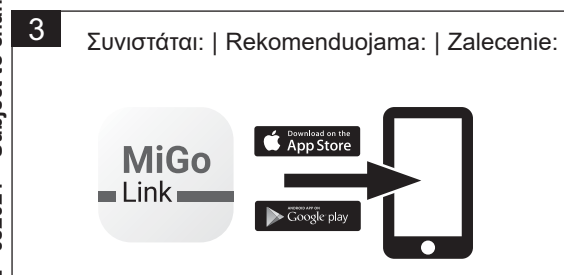 3
Συνιστάται: | Rekomenduojama: | Zalecenie:
MiGo
Link
Download on the
App Store
ANDROID APP ON
Google play